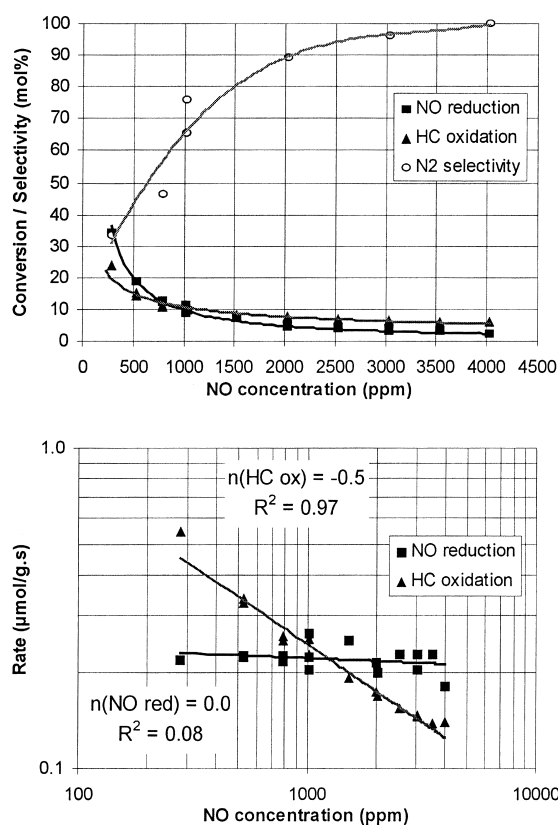 100
90
80
70
60
50
40
30
20
10
0
Conversion / Selectivity (mol%)
NO reduction
HC oxidation
N2 selectivity
0 500 1000 1500 2000 2500 3000 3500 4000 4500
NO concentration (ppm)
1.0
n(HC ox) = -0.5
R² = 0.97
NO reduction
HC oxidation
Rate (µmol/g.s)
n(NO red) = 0.0
R² = 0.08
0.1
100 1000 10000
NO concentration (ppm)